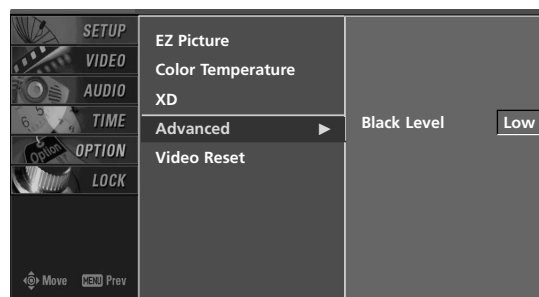 SETUP
VIDEO
AUDIO
TIME
OPTION
LOCK
Move MENU Prev
EZ Picture
Color Temperature
XD
Advanced ►
Video Reset
Black Level Low